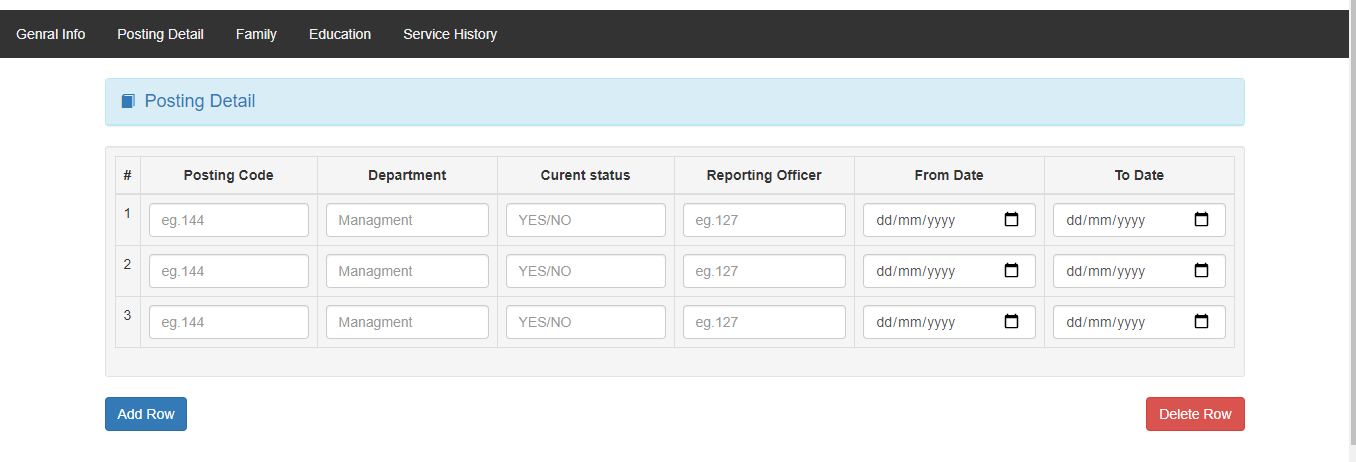 Genral Info Posting Detail Family Education Service History
Posting Detail
# Posting Code Department Curent status Reporting Officer From Date To Date
1 eg.144 Managment YES/NO eg.127 dd/mm/yyyy dd/mm/yyyy
2 eg.144 Managment YES/NO eg.127 dd/mm/yyyy dd/mm/yyyy
3 eg.144 Managment YES/NO eg.127 dd/mm/yyyy dd/mm/yyyy
Add Row Delete Row